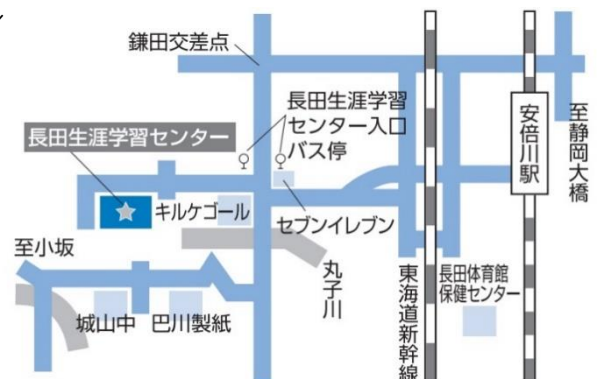 鎌田交差点
長田生涯学習
センター入口
バス停
長田生涯学習センター
安倍川駅
至静岡大橋
キルケゴール
セブンイレブン
至小坂
丸子川
東海道新幹線
長田体育館
保健センター
城山中
巴川製紙